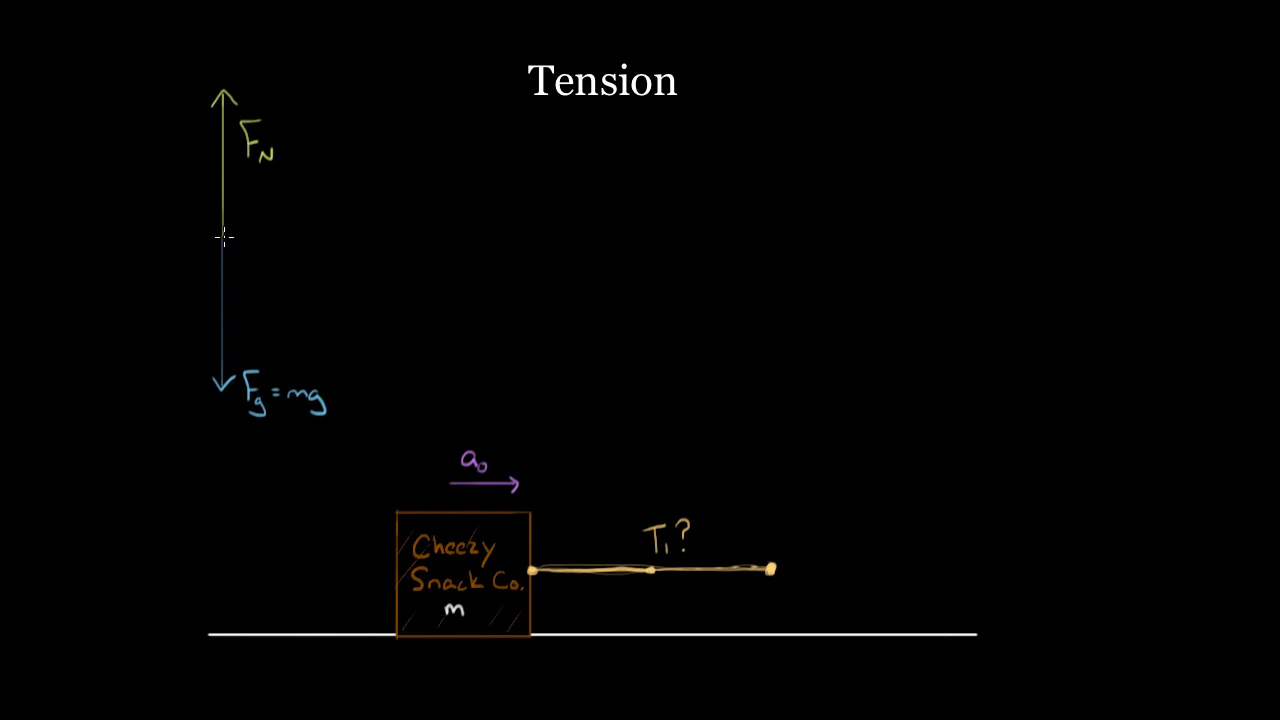 Tension
F_N
F_g = mg
a_0
T_1?
Cheezy
Snack Co.
m